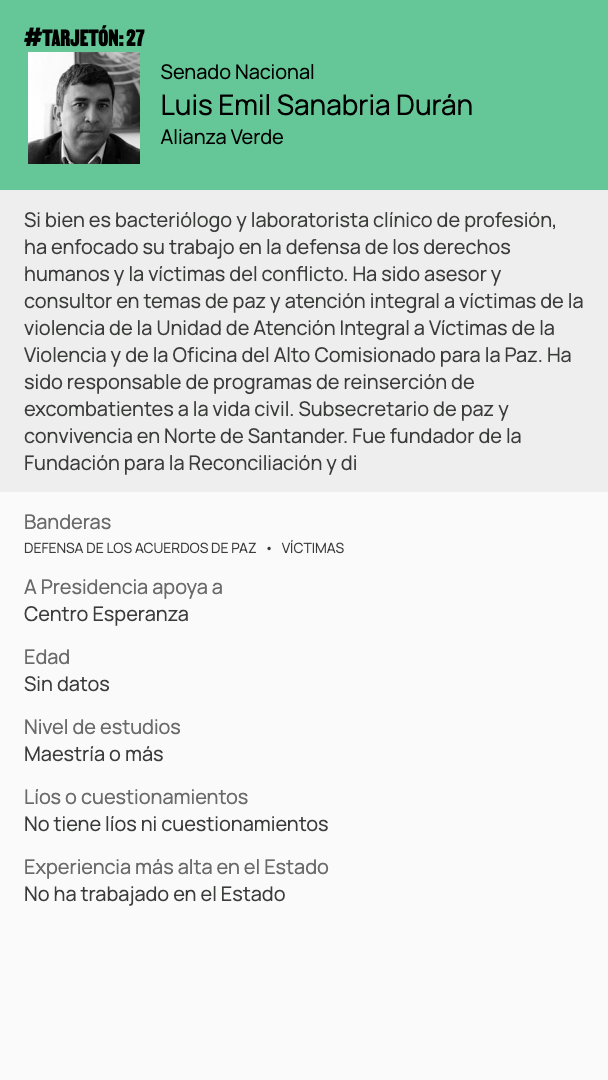 #TARJETÓN: 27
Senado Nacional
Luis Emil Sanabria Durán
Alianza Verde
Si bien es bacteriólogo y laboratorista clínico de profesión,
ha enfocado su trabajo en la defensa de los derechos
humanos y la víctimas del conflicto. Ha sido asesor y
consultor en temas de paz y atención integral a víctimas de la
violencia de la Unidad de Atención Integral a Víctimas de la
Violencia y de la Oficina del Alto Comisionado para la Paz. Ha
sido responsable de programas de reinserción de
excombatientes a la vida civil. Subsecretario de paz y
convivencia en Norte de Santander. Fue fundador de la
Fundación para la Reconciliación y di
Banderas
DEFENSA DE LOS ACUERDOS DE PAZ • VÍCTIMAS
A Presidencia apoya a
Centro Esperanza
Edad
Sin datos
Nivel de estudios
Maestría o más
Líos o cuestionamientos
No tiene líos ni cuestionamientos
Experiencia más alta en el Estado
No ha trabajado en el Estado